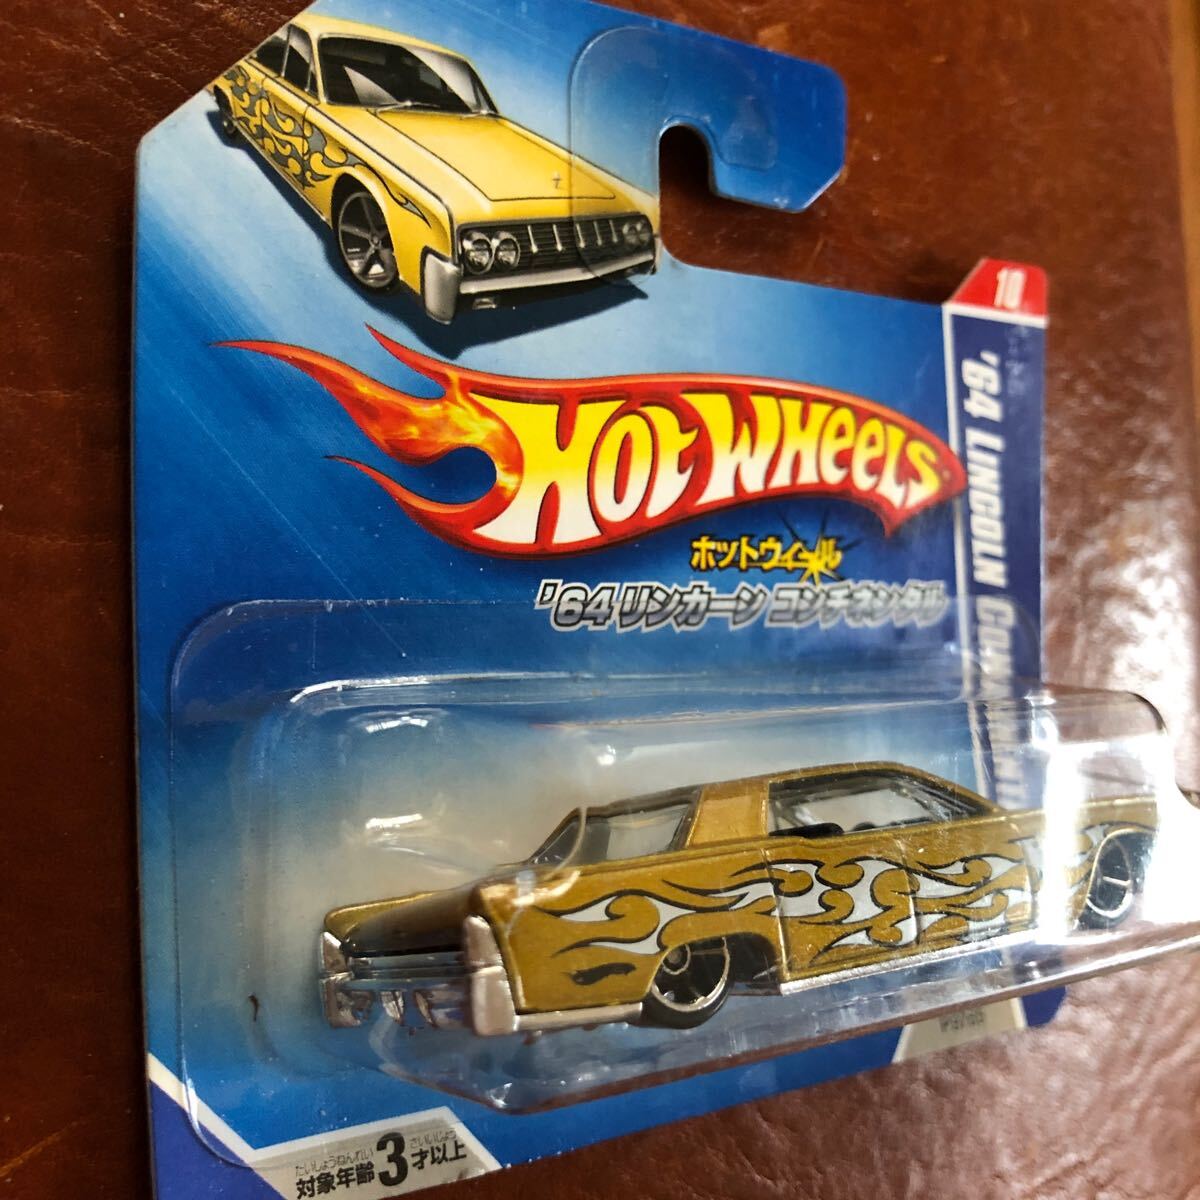 HOT WHEELS
ホットウィール
'64 リンカーン コンチネンタル
10
'64 LINCOLN CONTINENTAL
たいしょうねんれい さいいじょう
対象年齢3才以上